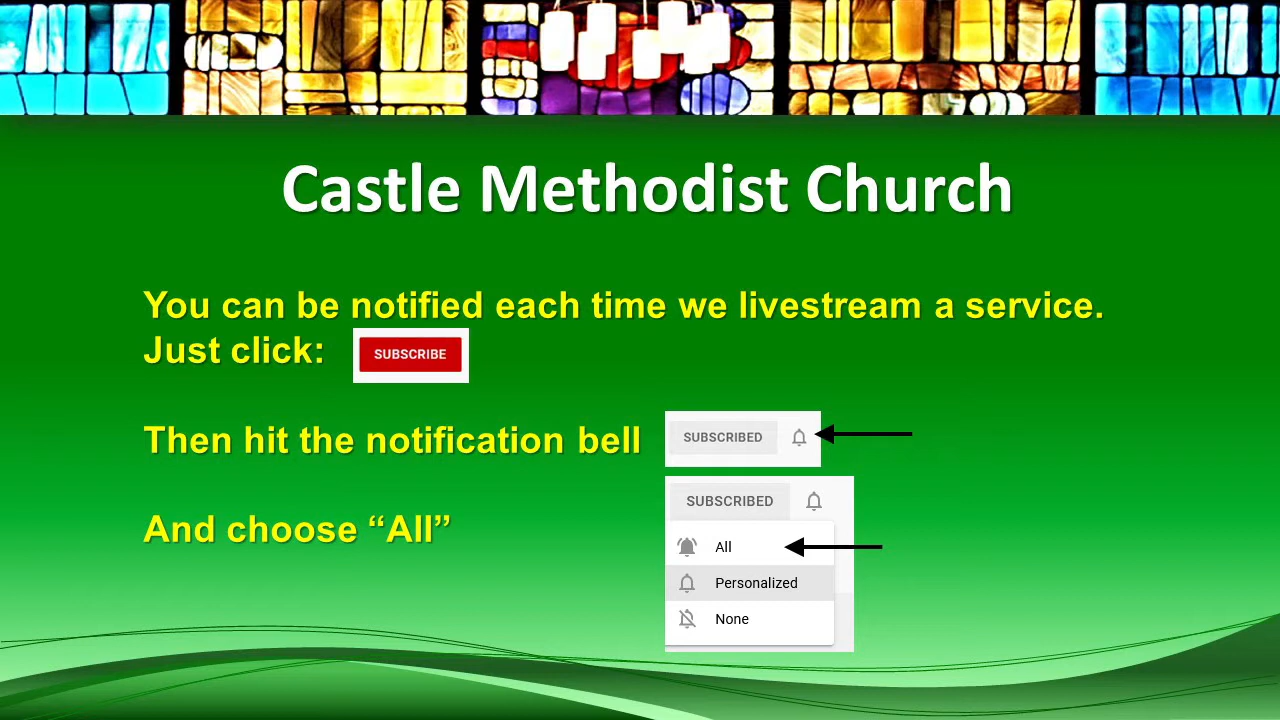 Castle Methodist Church
You can be notified each time we livestream a service.
Just click: SUBSCRIBE
Then hit the notification bell SUBSCRIBED
SUBSCRIBED
And choose “All”
All
Personalized
None